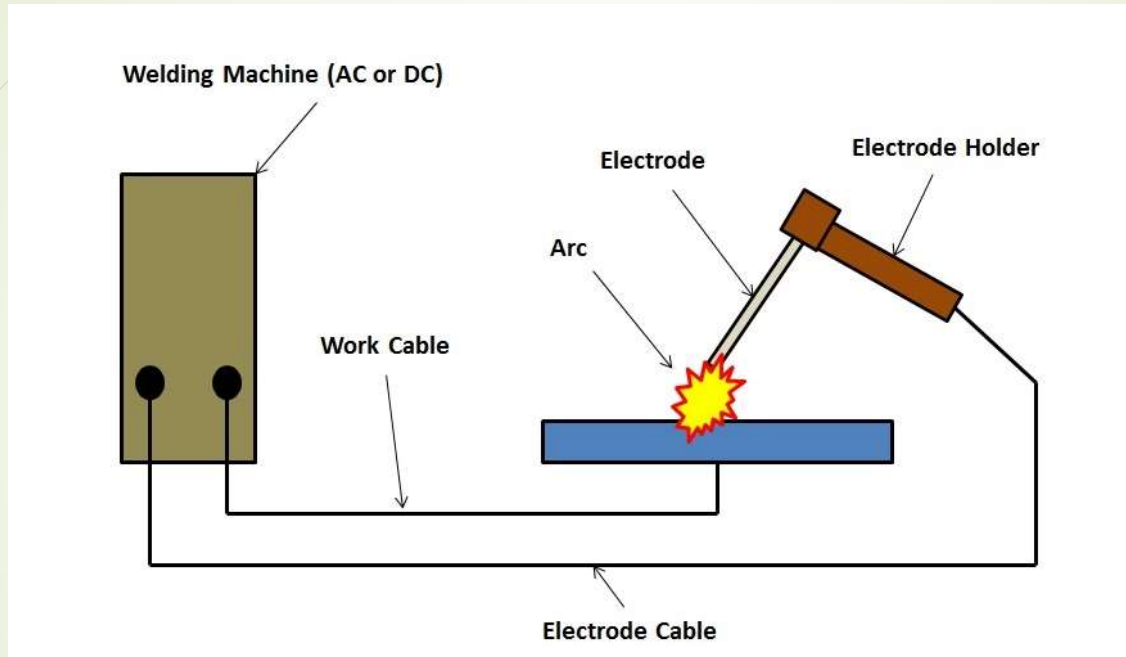 Welding Machine (AC or DC)
Electrode Holder
Electrode
Arc
Work Cable
Electrode Cable